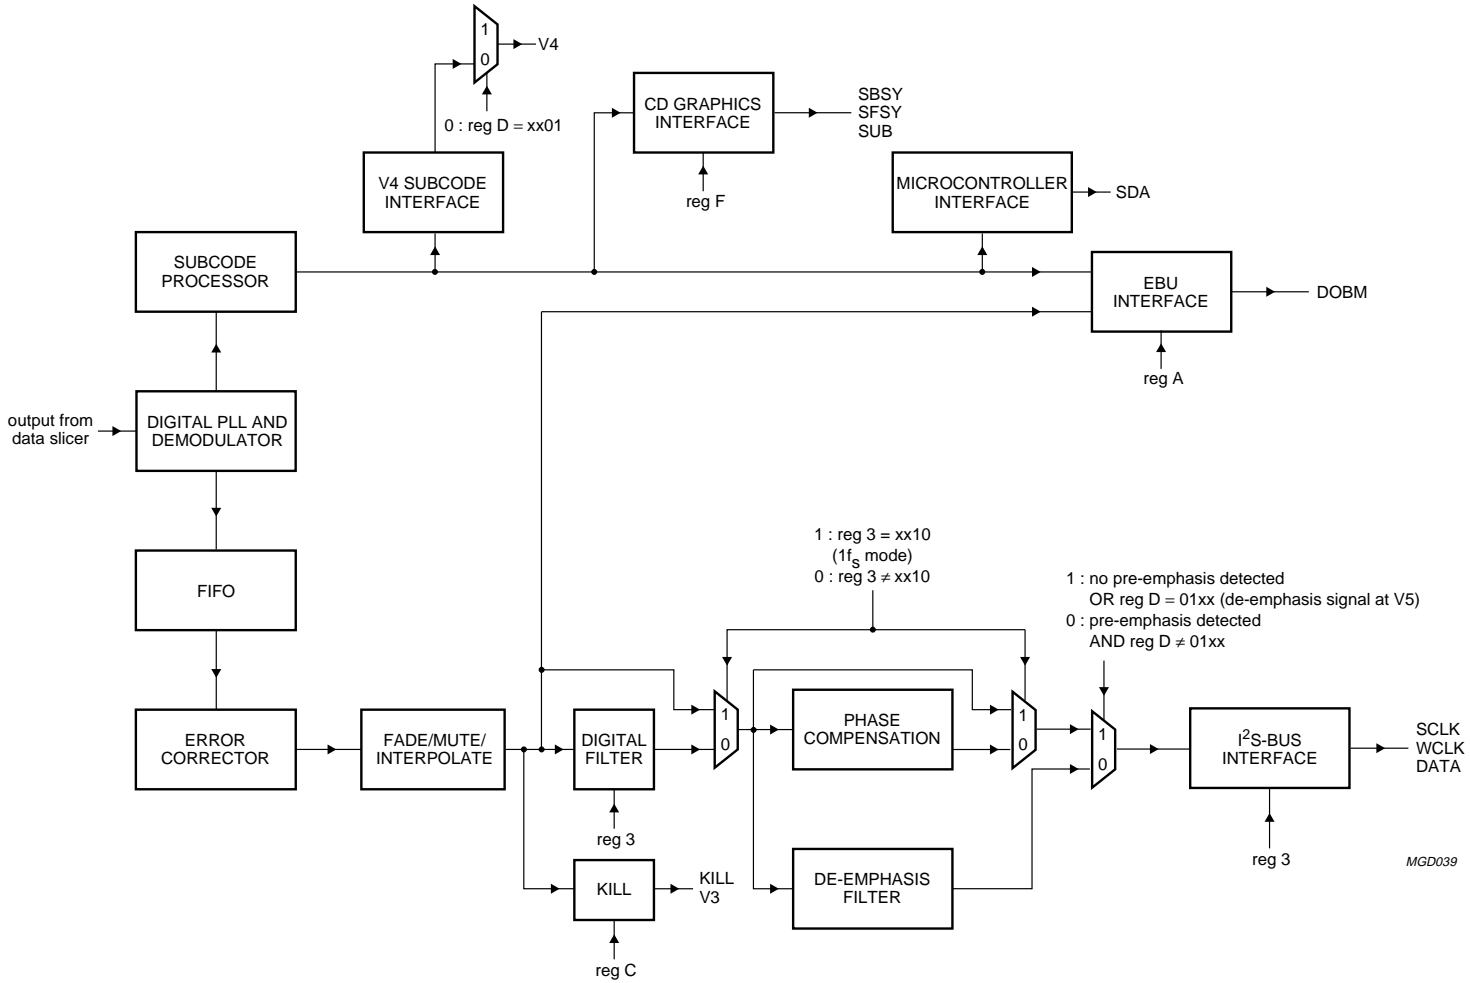 1
0
V4
0 : reg D = xx01
CD GRAPHICS
INTERFACE
SBSY
SFSY
SUB
reg F
V4 SUBCODE
INTERFACE
MICROCONTROLLER
INTERFACE
SDA
SUBCODE
PROCESSOR
EBU
INTERFACE
DOBM
reg A
output from
data slicer
DIGITAL PLL AND
DEMODULATOR
FIFO
1 : reg 3 = xx10
(1fs mode)
0 : reg 3 ≠ xx10
1 : no pre-emphasis detected
OR reg D = 01xx (de-emphasis signal at V5)
0 : pre-emphasis detected
AND reg D ≠ 01xx
ERROR
CORRECTOR
FADE/MUTE/
INTERPOLATE
DIGITAL
FILTER
reg 3
1
0
PHASE
COMPENSATION
1
0
1
0
I2S-BUS
INTERFACE
reg 3
SCLK
WCLK
DATA
KILL
KILL
V3
reg C
DE-EMPHASIS
FILTER
MGD039